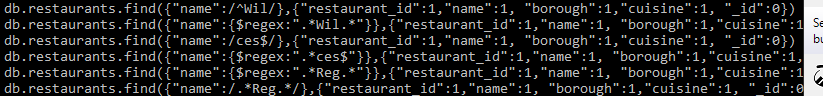 db.restaurants.find({"name":/^Wil/},{"restaurant_id":1,"name":1, "borough":1,"cuisine":1, "_id":0})
db.restaurants.find({"name":{$regex:".*Wil.*"}},{"restaurant_id":1,"name":1, "borough":1,"cuisine":1
db.restaurants.find({"name":/ces$/},{"restaurant_id":1,"name":1, "borough":1,"cuisine":1, "_id":0})
db.restaurants.find({"name":{$regex:".*ces$"}},{"restaurant_id":1,"name":1, "borough":1,"cuisine":1,
db.restaurants.find({"name":{$regex:".*Reg.*"}},{"restaurant_id":1,"name":1, "borough":1,"cuisine":1
db.restaurants.find({"name":/.*Reg.*/},{"restaurant_id":1,"name":1, "borough":1,"cuisine":1, "_id":0
Se
bu